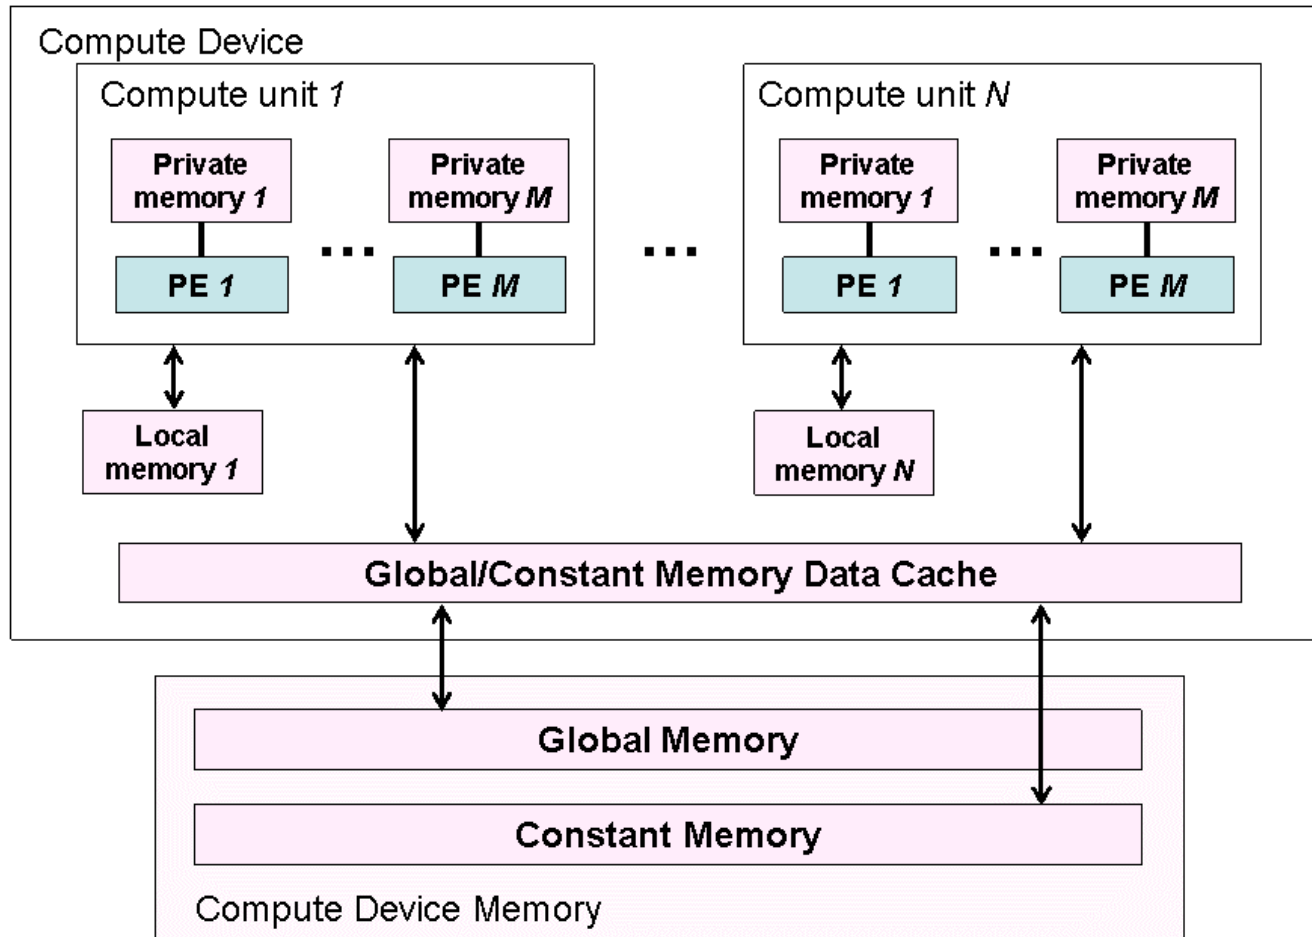 Compute Device
Compute unit 1
Compute unit N
Private
memory 1
Private
memory M
Private
memory 1
Private
memory M
...
...
...
PE 1
PE M
PE 1
PE M
Local
memory 1
Local
memory N
Global/Constant Memory Data Cache
Global Memory
Constant Memory
Compute Device Memory